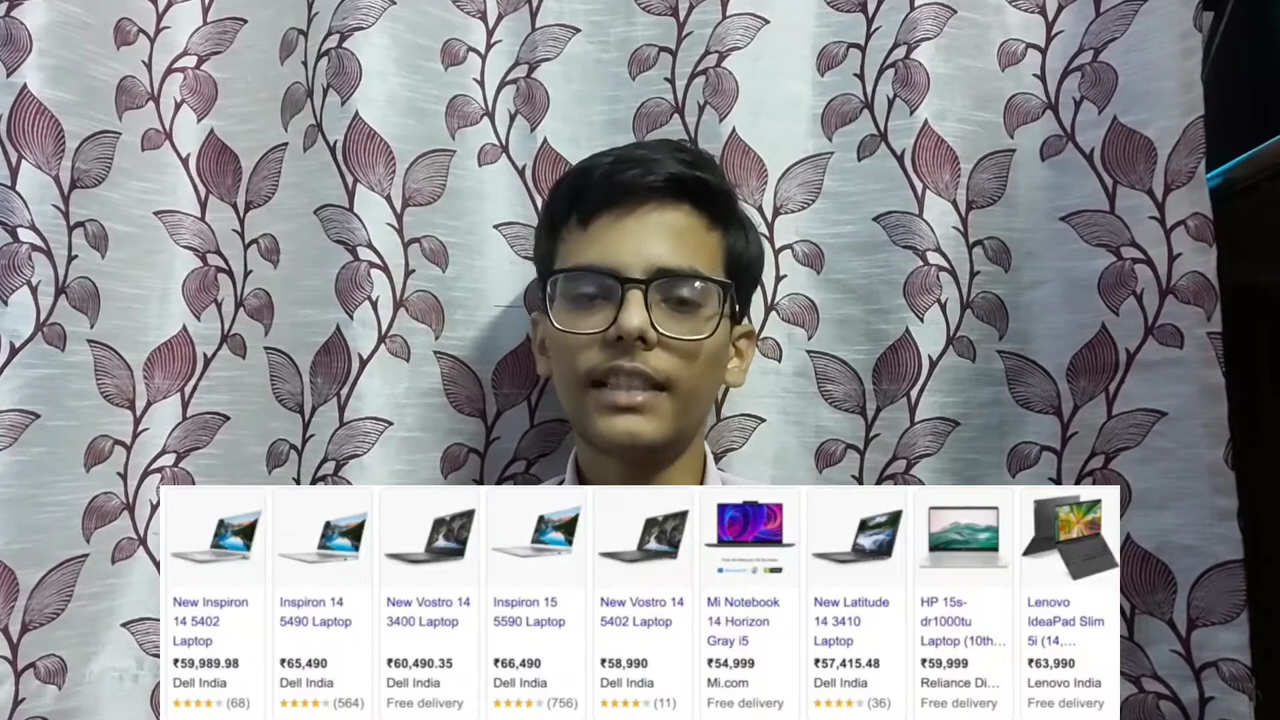 New Inspiron
14 5402
Laptop
₹59,989.98
Dell India
(68)
Inspiron 14
5490 Laptop
₹65,490
Dell India
(564)
New Vostro 14
3400 Laptop
₹60,490.35
Dell India
Free delivery
Inspiron 15
5590 Laptop
₹66,490
Dell India
(756)
New Vostro 14
5402 Laptop
₹58,990
Dell India
(11)
Mi Notebook
14 Horizon
Gray i5
₹54,999
Mi.com
Free delivery
New Latitude
14 3410
Laptop
₹57,415.48
Dell India
(36)
HP 15s-
dr1000tu
Laptop (10th...
₹59,999
Reliance Di...
Free delivery
Lenovo
IdeaPad Slim
5i (14,...
₹63,990
Lenovo India
Free delivery